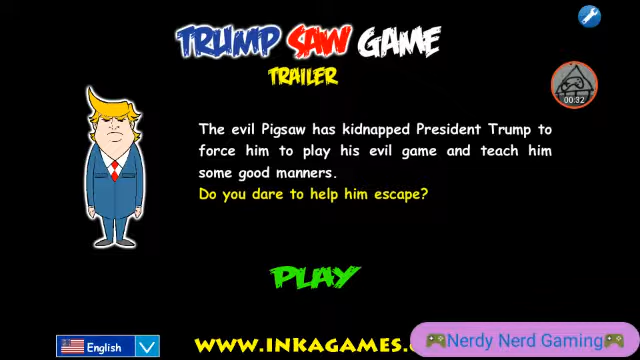 TRUMP SAW GAME
TRAILER
00:32
The evil Pigsaw has kidnapped President Trump to
force him to play his evil game and teach him
some good manners.
Do you dare to help him escape?
PLAY
English
WWW.INKAGAMES.C
🎮Nerdy Nerd Gaming🎮